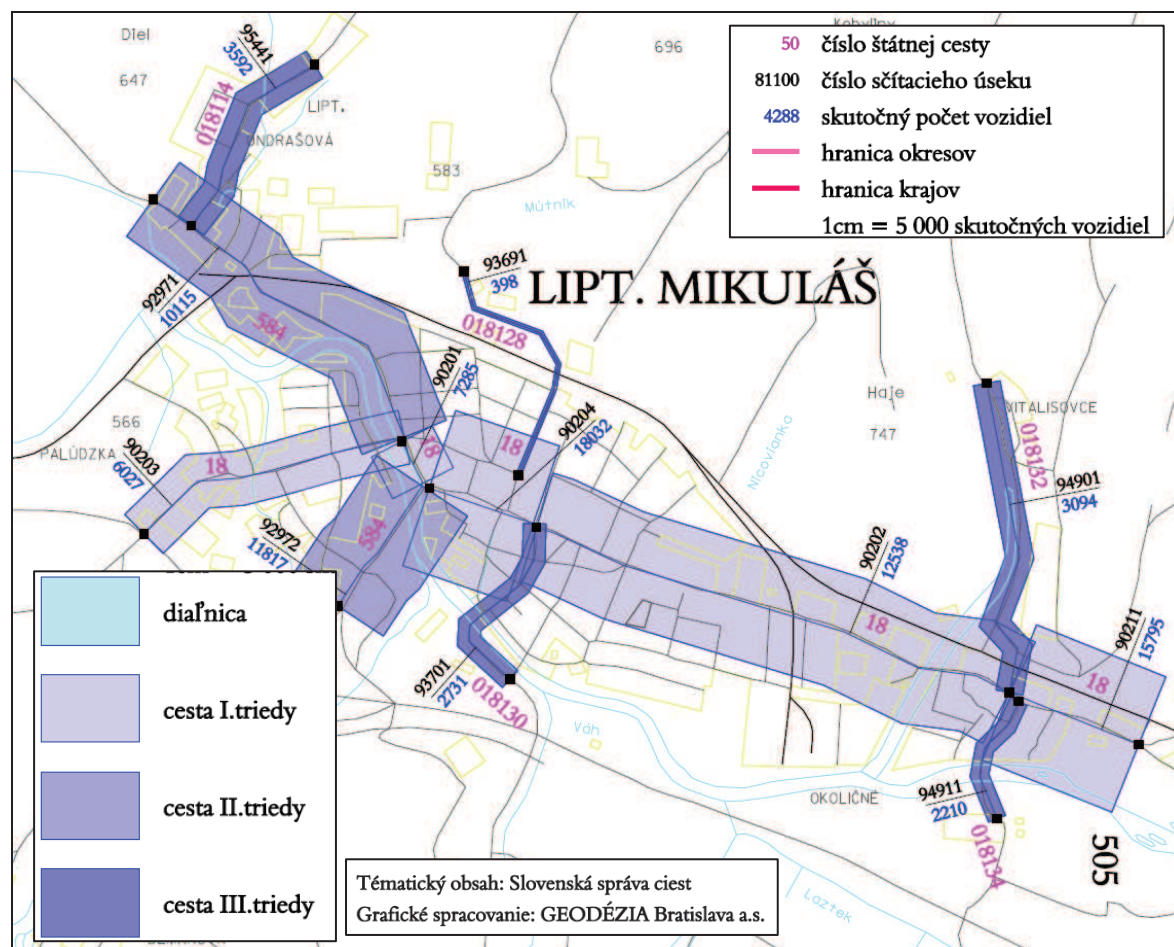 Diel
647
95441
3592
018114
LIPT.
ONDRAŠOVÁ
583
696
50 číslo štátnej cesty
81100 číslo sčítacieho úseku
4288 skutočný počet vozidiel
hranica okresov
hranica krajov
1cm = 5 000 skutočných vozidiel
Mútnik
93691
398
LIPT. MIKULÁŠ
018128
92971
10115
584
90201
7285
90204
18032
18
18
Haje
747
Nicovianka
VITALISOVCE
018132
94901
3094
566
PALÚDZKA
90203
6027
18
92972
11817
584
90202
12538
18
90211
15795
18
93701
2731
018130
Váh
OKOLIČNÉ
94911
2210
018134
505
diaľnica
cesta I.triedy
cesta II.triedy
cesta III.triedy
Tématický obsah: Slovenská správa ciest
Grafické spracovanie: GEODÉZIA Bratislava a.s.
Laztek